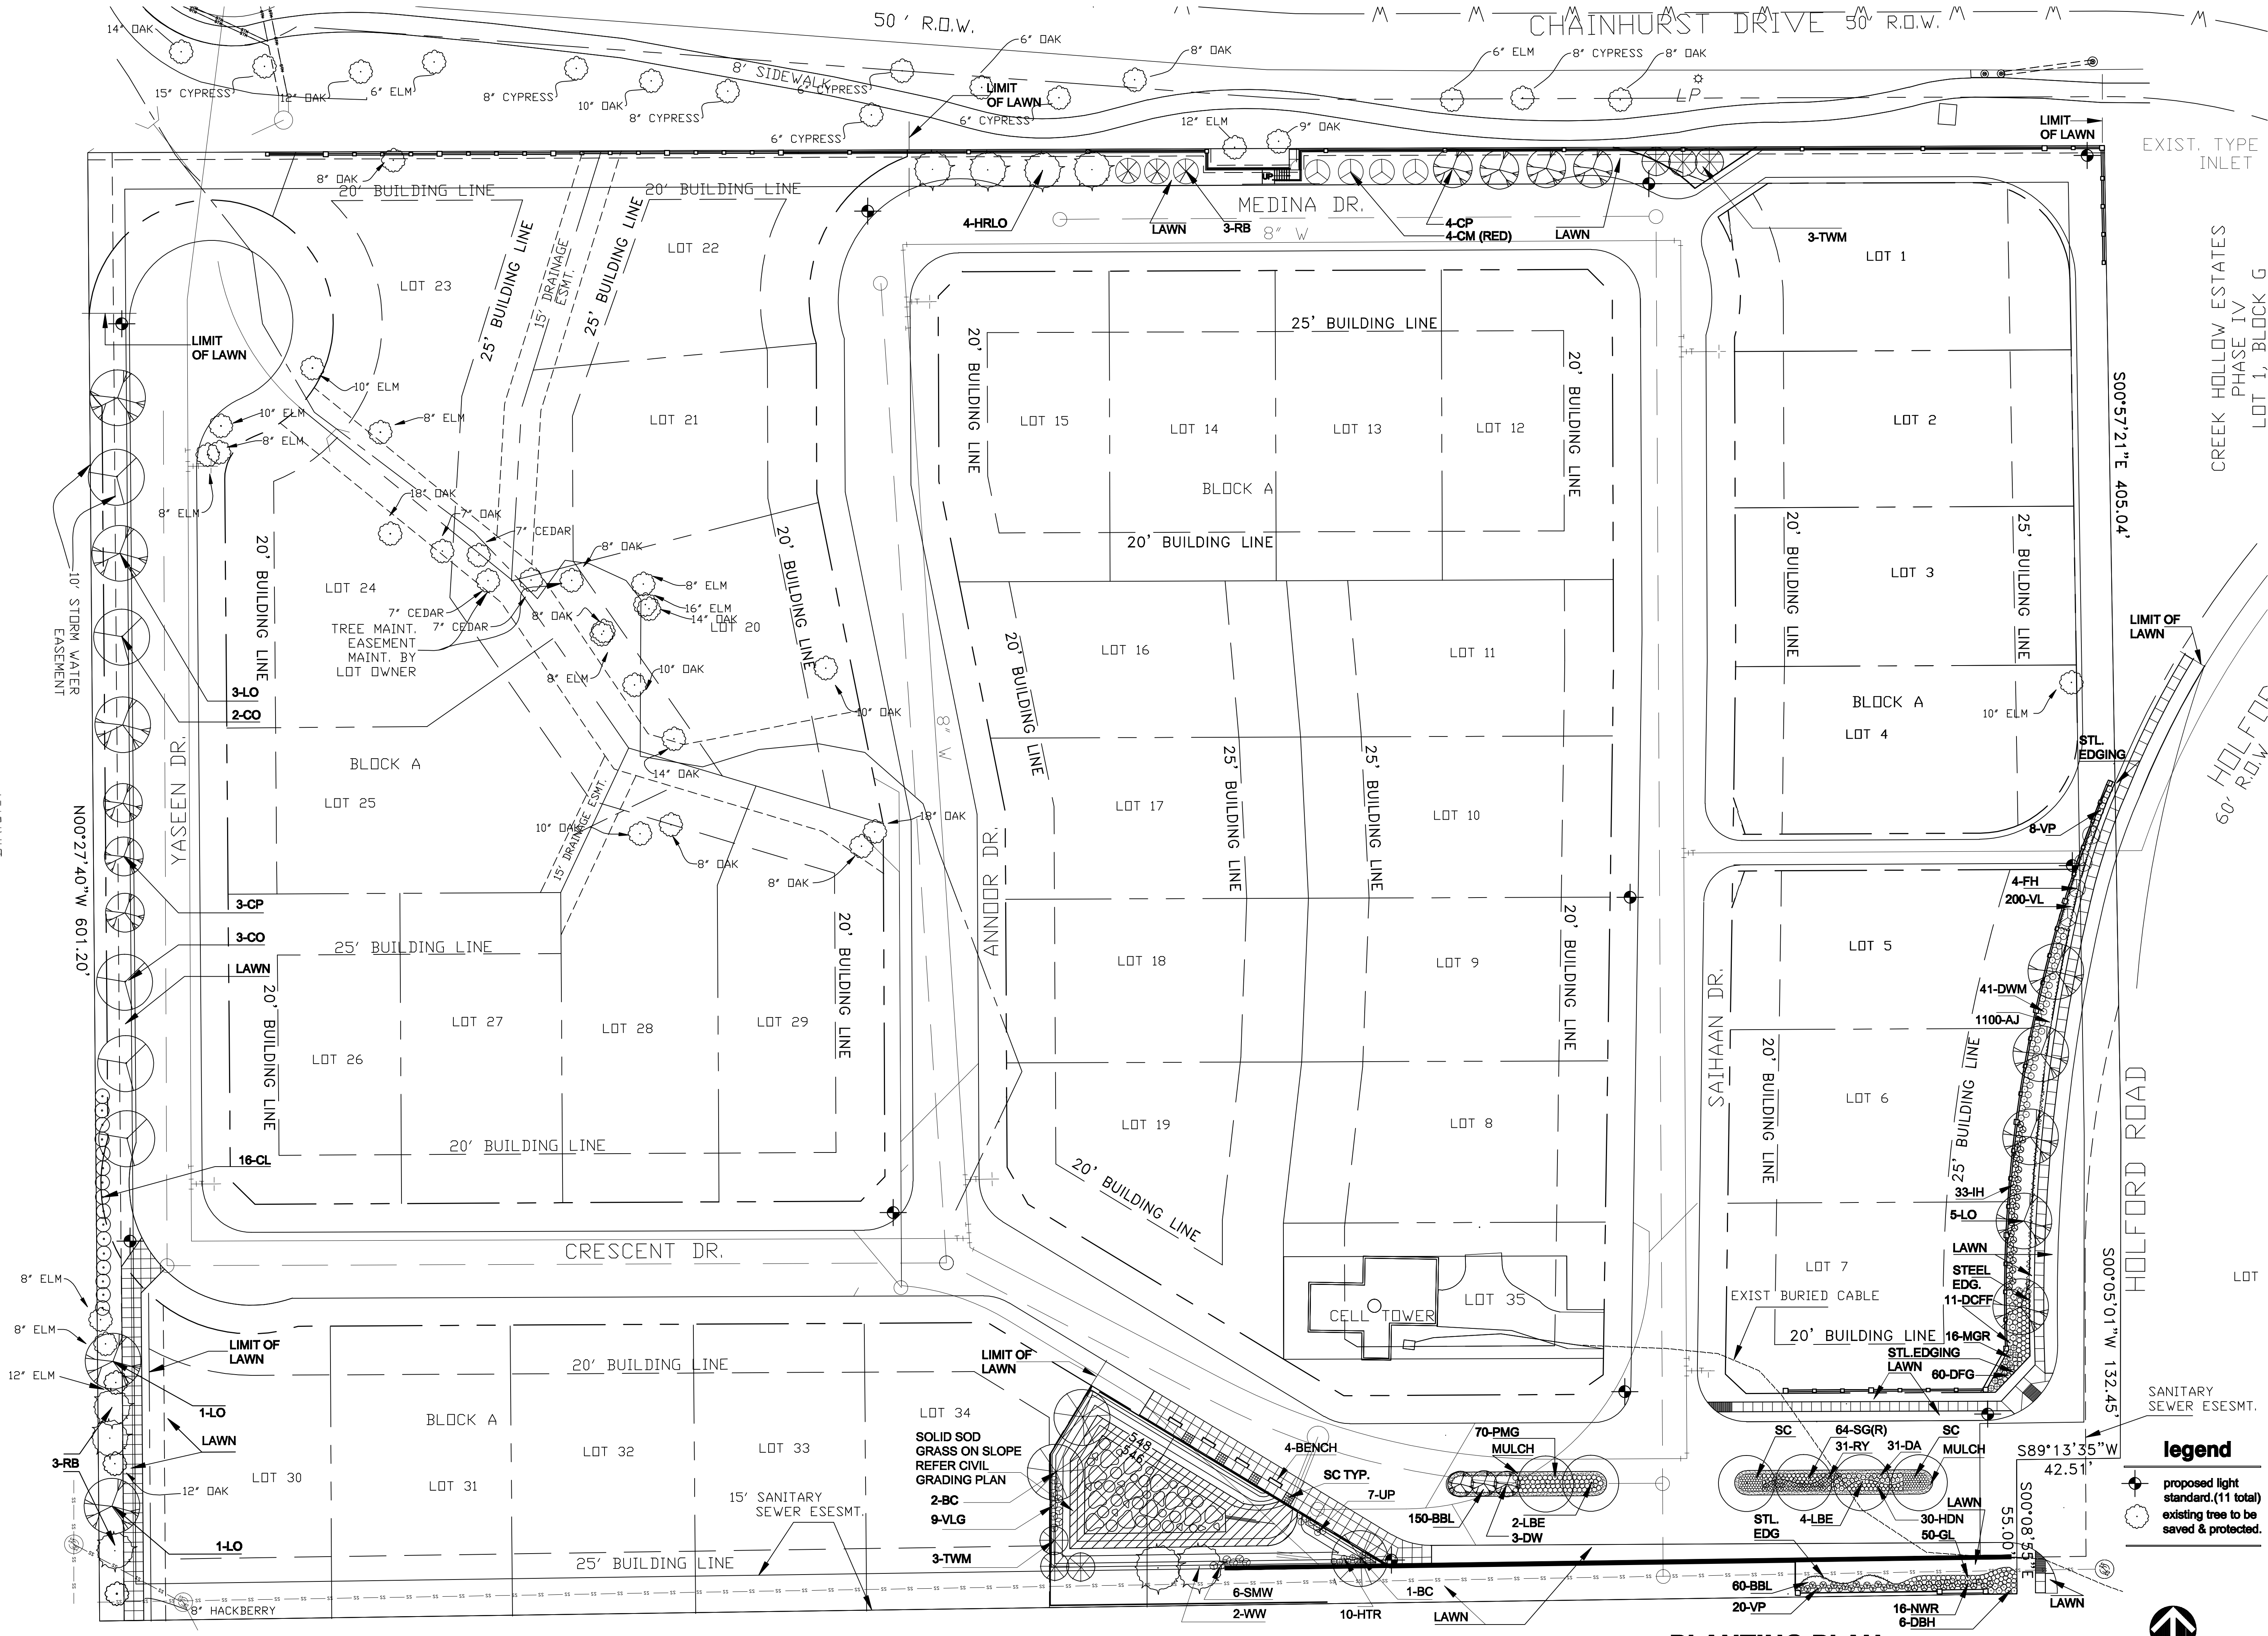 50' R.O.W.
CHAINHURST DRIVE 50' R.O.W.
14" OAK
15" CYPRESS
12" OAK
6" ELM
8" CYPRESS
10" OAK
8" CYPRESS
8' SIDEWALK
6" CYPRESS
6" CYPRESS
6" OAK
LIMIT
OF LAWN
6" CYPRESS
8" OAK
12" ELM
9" OAK
6" ELM
8" CYPRESS
8" OAK
LP
LIMIT
OF LAWN
EXIST. TYPE
INLET
8" OAK
20' BUILDING LINE
20' BUILDING LINE
UP
MEDINA DR.
8" W
4-HRLO
LAWN
3-RB
4-CP
4-CM (RED)
LAWN
3-TWM
LOT 23
25' BUILDING LINE
15' DRAINAGE
ESMT.
25' BUILDING LINE
LOT 22
LOT 21
LOT 1
LOT 2
LOT 3
BLOCK A
LOT 4
20' BUILDING LINE
25' BUILDING LINE
10" ELM
S00°57'21"E 405.04'
CREEK HOLLOW ESTATES
PHASE IV
LOT 1, BLOCK G
LIMIT
OF LAWN
10" ELM
10" ELM
8" ELM
8" ELM
8" ELM
18" OAK
7" OAK
7" CEDAR
8" OAK
8" ELM
16" ELM
14" OAK
LOT 20
7" CEDAR
7" CEDAR
8" OAK
8" ELM
10" OAK
10" OAK
14" OAK
TREE MAINT.
EASEMENT
MAINT. BY
LOT OWNER
LOT 24
20' BUILDING LINE
20' BUILDING LINE
10' STORM WATER
EASEMENT
3-LO
2-CO
YASEEN DR.
N00°27'40"W 601.20'
BLOCK A
LOT 25
15' DRAINAGE ESMT.
10" OAK
8" OAK
8" OAK
18" OAK
8" W
ANNOOR DR.
25' BUILDING LINE
20' BUILDING LINE
20' BUILDING LINE
LOT 15
LOT 14
LOT 13
LOT 12
BLOCK A
20' BUILDING LINE
LOT 16
LOT 11
20' BUILDING LINE
25' BUILDING LINE
25' BUILDING LINE
LOT 17
LOT 10
LOT 18
LOT 9
20' BUILDING LINE
LOT 19
LOT 8
20' BUILDING LINE
CELL TOWER
LOT 35
3-CP
3-CO
LAWN
16-CL
25' BUILDING LINE
20' BUILDING LINE
20' BUILDING LINE
LOT 26
LOT 27
LOT 28
LOT 29
20' BUILDING LINE
CRESCENT DR.
LIMIT OF
LAWN
STL.
EDGING
HOLFOR
60' R.O.W
8-VP
4-FH
200-VL
41-DWM
1100-AJ
33-IH
5-LO
LAWN
STEEL
EDG.
11-DCFF
16-MGR
STL.EDGING
LAWN
60-DFG
LOT 5
LOT 6
LOT 7
SAIHAAN DR.
20' BUILDING LINE
25' BUILDING LINE
EXIST BURIED CABLE
20' BUILDING LINE
HOLFORD ROAD
S00°05'01"W 132.45'
LOT
SANITARY
SEWER ESESMT.
S89°13'35"W
42.51'
S00°08'55"E
55.00'
8" ELM
8" ELM
12" ELM
LIMIT OF
LAWN
1-LO
LAWN
3-RB
12" OAK
1-LO
8" HACKBERRY
LOT 30
BLOCK A
LOT 31
LOT 32
LOT 33
LOT 34
20' BUILDING LINE
25' BUILDING LINE
15' SANITARY
SEWER ESESMT.
LIMIT OF
LAWN
SOLID SOD
GRASS ON SLOPE
REFER CIVIL
GRADING PLAN
2-BC
9-VLG
3-TWM
548
546
4-BENCH
SC TYP.
7-UP
6-SMW
2-WW
10-HTR
1-BC
LAWN
70-PMG
MULCH
150-BBL
2-LBE
3-DW
SC
64-SG(R)
31-RY
31-DA
SC
MULCH
STL.
EDG
4-LBE
30-HDN
LAWN
50-GL
60-BBL
20-VP
16-NWR
6-DBH
LAWN
legend
proposed light
standard.(11 total)
existing tree to be
saved & protected.